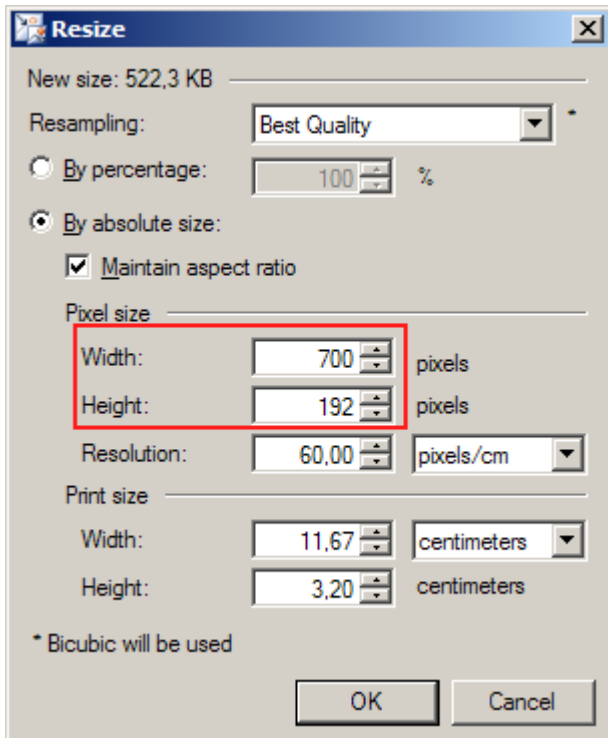 Resize
New size: 522,3 KB
Resampling: Best Quality *
By percentage: 100 %
By absolute size:
Maintain aspect ratio
Pixel size
Width: 700 pixels
Height: 192 pixels
Resolution: 60,00 pixels/cm
Print size
Width: 11,67 centimeters
Height: 3,20 centimeters
* Bicubic will be used
OK Cancel